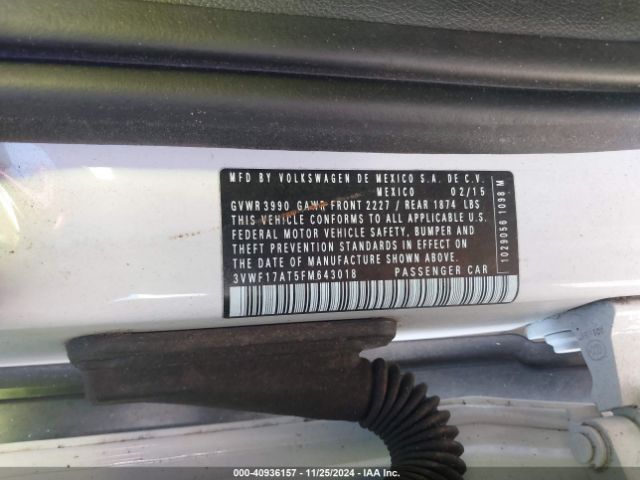 MFD BY VOLKSWAGEN DE MEXICO S.A. DE C.V.
MEXICO 02/15
GVWR3990 GAWR FRONT 2227 / REAR 1874 LBS
THIS VEHICLE CONFORMS TO ALL APPLICABLE U.S.
FEDERAL MOTOR VEHICLE SAFETY, BUMPER AND
THEFT PREVENTION STANDARDS IN EFFECT ON THE
DATE OF MANUFACTURE SHOWN ABOVE.
3VWF17AT5FM643018 PASSENGER CAR
1029056 1098 M
000-40936157 - 11/25/2024 - IAA Inc.